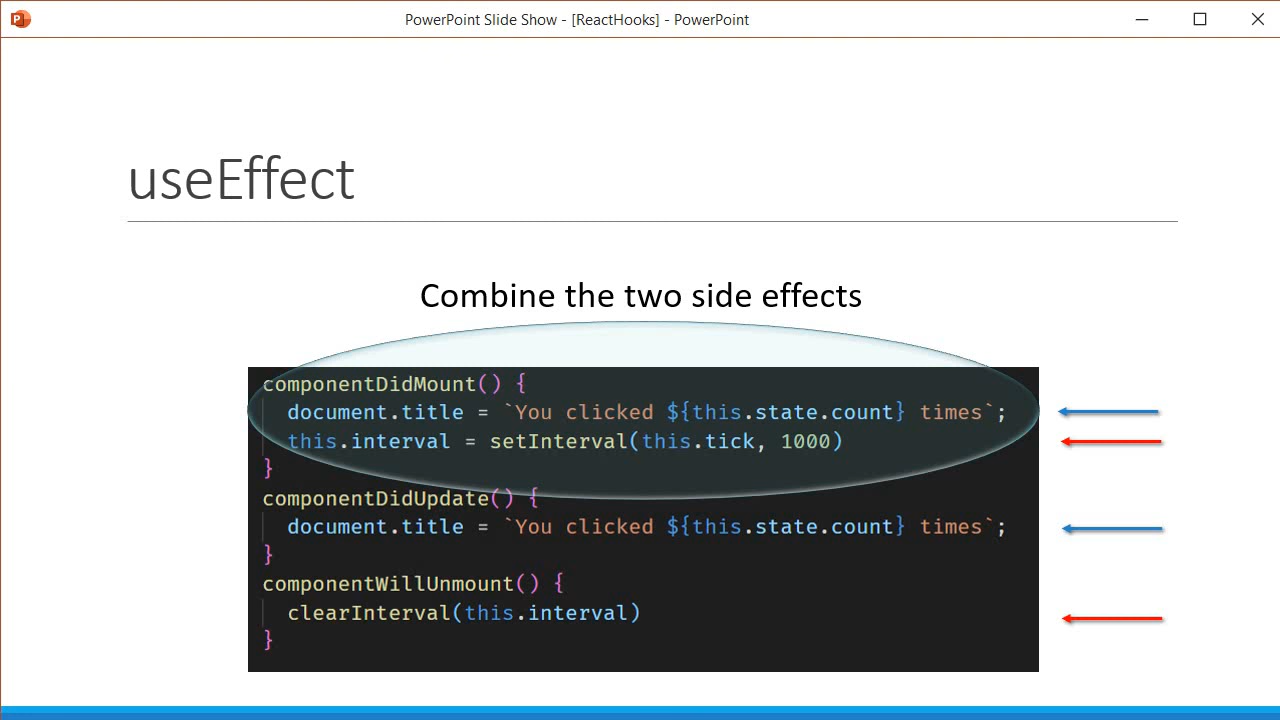 PowerPoint Slide Show - [ReactHooks] - PowerPoint
useEffect
Combine the two side effects
componentDidMount() {
document.title = `You clicked ${this.state.count} times`;
this.interval = setInterval(this.tick, 1000)
}
componentDidUpdate() {
document.title = `You clicked ${this.state.count} times`;
}
componentWillUnmount() {
clearInterval(this.interval)
}